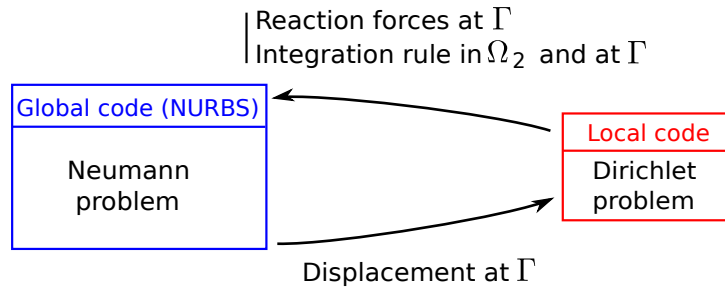 Reaction forces at Γ
Integration rule in Ω₂ and at Γ
Global code (NURBS)
Neumann
problem
Local code
Dirichlet
problem
Displacement at Γ